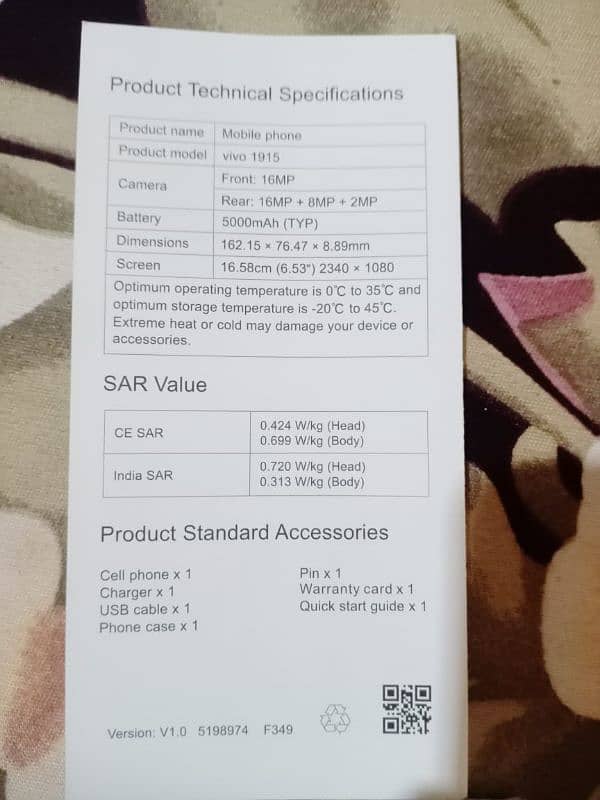 Product Technical Specifications
Product name Mobile phone
Product model vivo 1915
Camera Front: 16MP
Rear: 16MP + 8MP + 2MP
Battery 5000mAh (TYP)
Dimensions 162.15 × 76.47 × 8.89mm
Screen 16.58cm (6.53") 2340 × 1080
Optimum operating temperature is 0℃ to 35℃ and
optimum storage temperature is -20℃ to 45℃.
Extreme heat or cold may damage your device or
accessories.
SAR Value
CE SAR 0.424 W/kg (Head)
0.699 W/kg (Body)
India SAR 0.720 W/kg (Head)
0.313 W/kg (Body)
Product Standard Accessories
Cell phone x 1
Charger x 1
USB cable x 1
Phone case x 1
Pin x 1
Warranty card x 1
Quick start guide x 1
Version: V1.0 5198974 F349